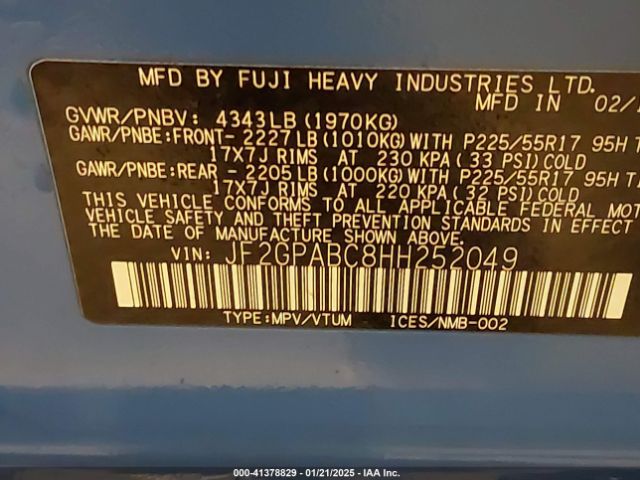 MFD BY FUJI HEAVY INDUSTRIES LTD.
MFD IN 02/
GVWR/PNBV: 4343LB (1970KG)
GAWR/PNBE:FRONT- 2227LB (1010KG) WITH P225/55R17 95H
17X7J RIMS AT 230 KPA (33 PSI) COLD
GAWR/PNBE:REAR - 2205LB (1000KG) WITH P225/55R17 95H
17X7J RIMS AT 220 KPA (32 PSI) COLD
THIS VEHICLE CONFORMS TO ALL APPLICABLE FEDERAL MOT
VEHICLE SAFETY AND THEFT PREVENTION STANDARDS IN EFFECT
THE DATE OF MANUFACTURE SHOWN ABOVE.
VIN: JF2GPABC8HH252049
TYPE:MPV/VTUM ICES/NMB-002
000-41378829 - 01/21/2025 - IAA Inc.